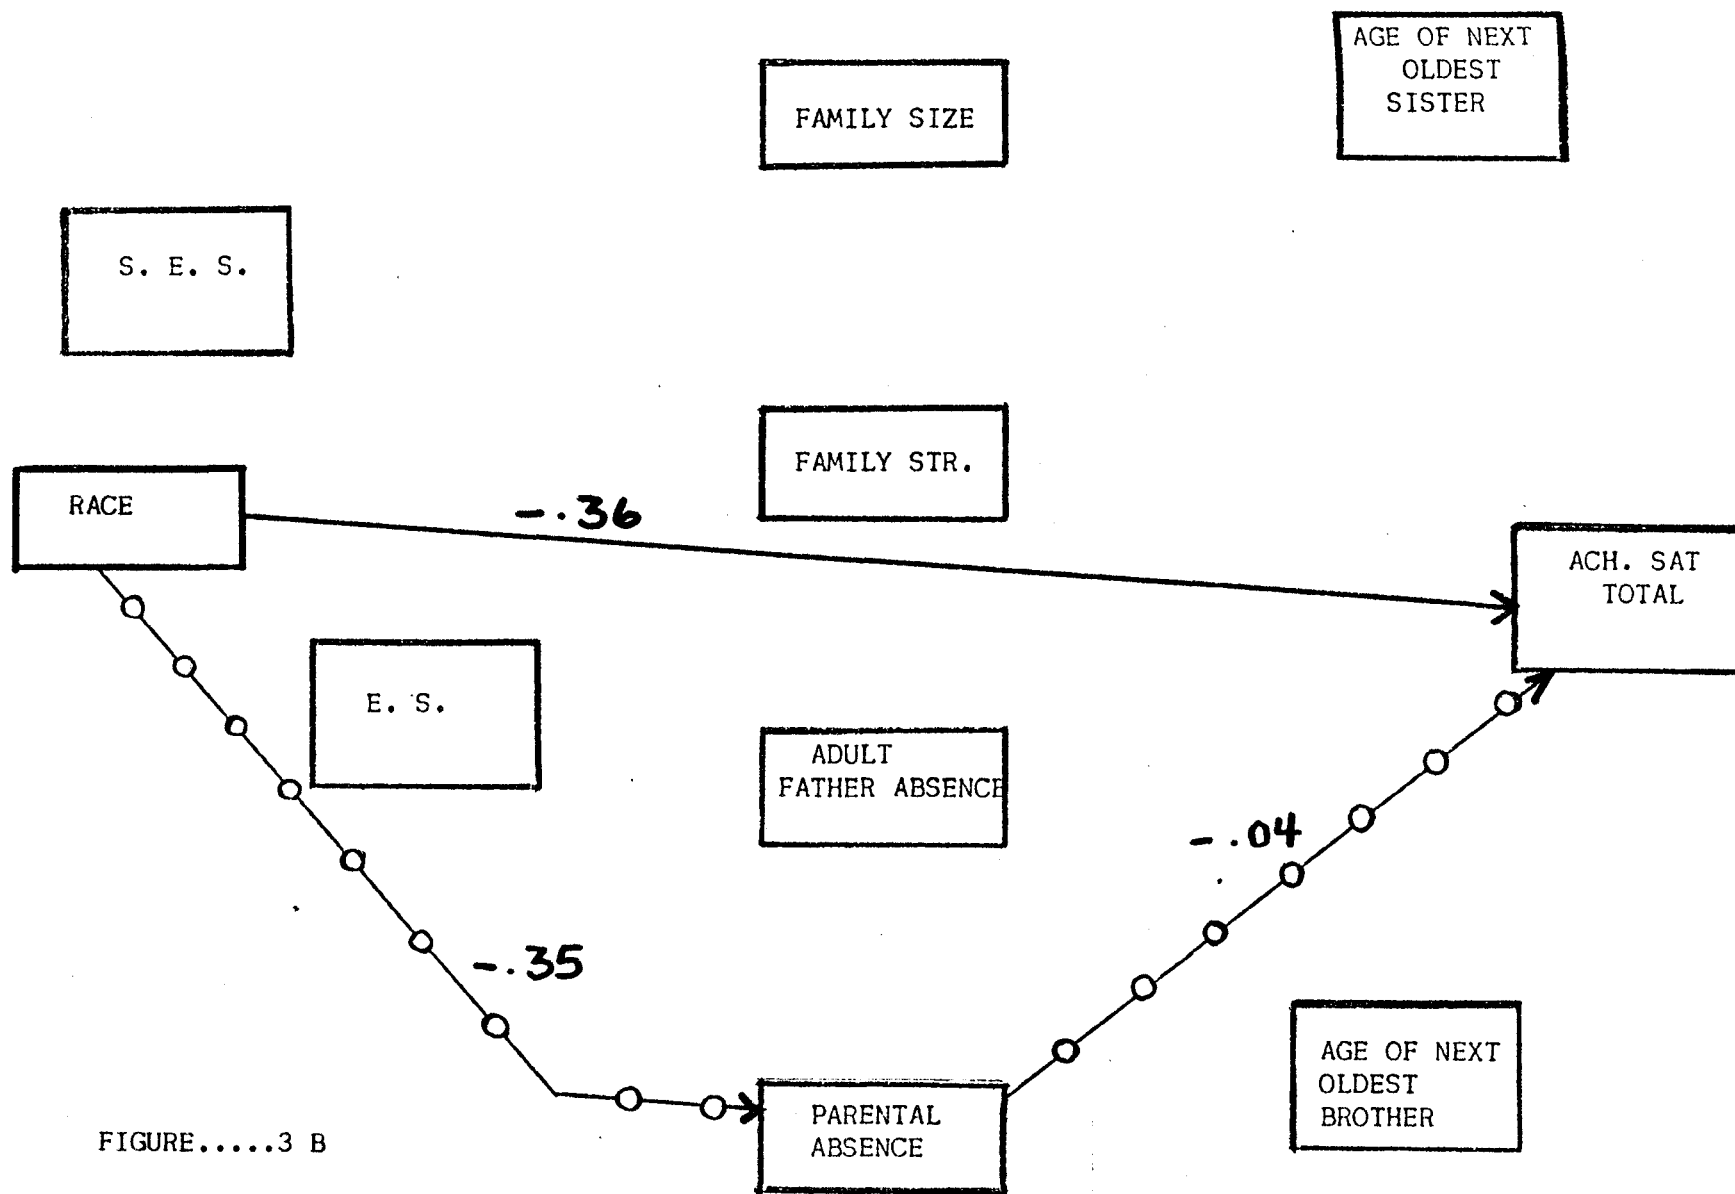 AGE OF NEXT
OLDEST
SISTER
FAMILY SIZE
S. E. S.
FAMILY STR.
RACE
-.36
ACH. SAT
TOTAL
E. S.
ADULT
FATHER ABSENCE
-.04
-.35
AGE OF NEXT
OLDEST
BROTHER
PARENTAL
ABSENCE
FIGURE.....3 B